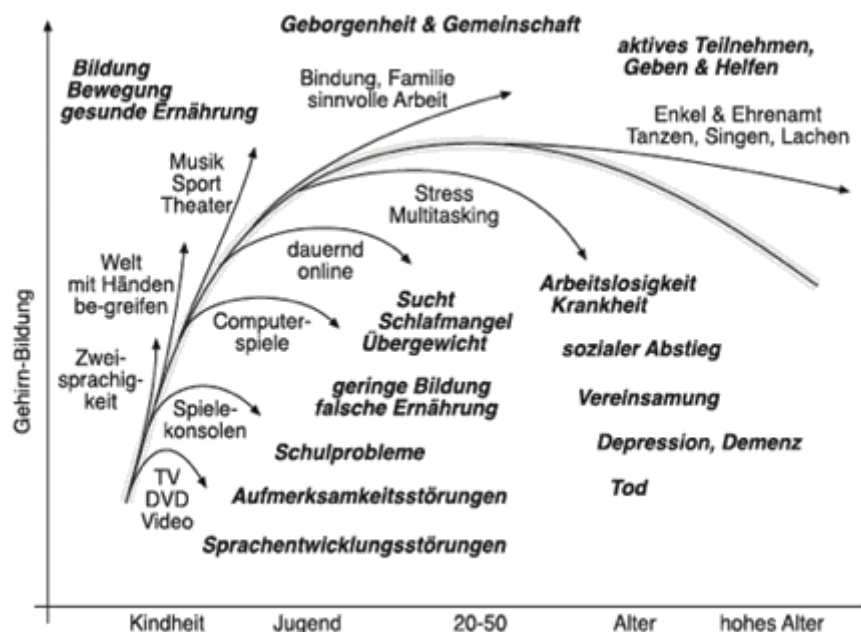 Geborgenheit & Gemeinschaft
Bildung
Bewegung
gesunde Ernährung
aktives Teilnehmen,
Geben & Helfen
Bindung, Familie
sinnvolle Arbeit
Enkel & Ehrenamt
Tanzen, Singen, Lachen
Musik
Sport
Theater
Stress
Multitasking
Welt
mit Händen
be-greifen
dauernd
online
Arbeitslosigkeit
Krankheit
Sucht
Schlafmangel
Übergewicht
Computer-
spiele
sozialer Abstieg
Zwei-
sprachig-
keit
geringe Bildung
falsche Ernährung
Vereinsamung
Spiele-
konsolen
Schulprobleme
Depression, Demenz
TV
DVD
Video
Aufmerksamkeitsstörungen
Tod
Sprachentwicklungsstörungen
Gehirn-Bildung
Kindheit
Jugend
20-50
Alter
hohes Alter